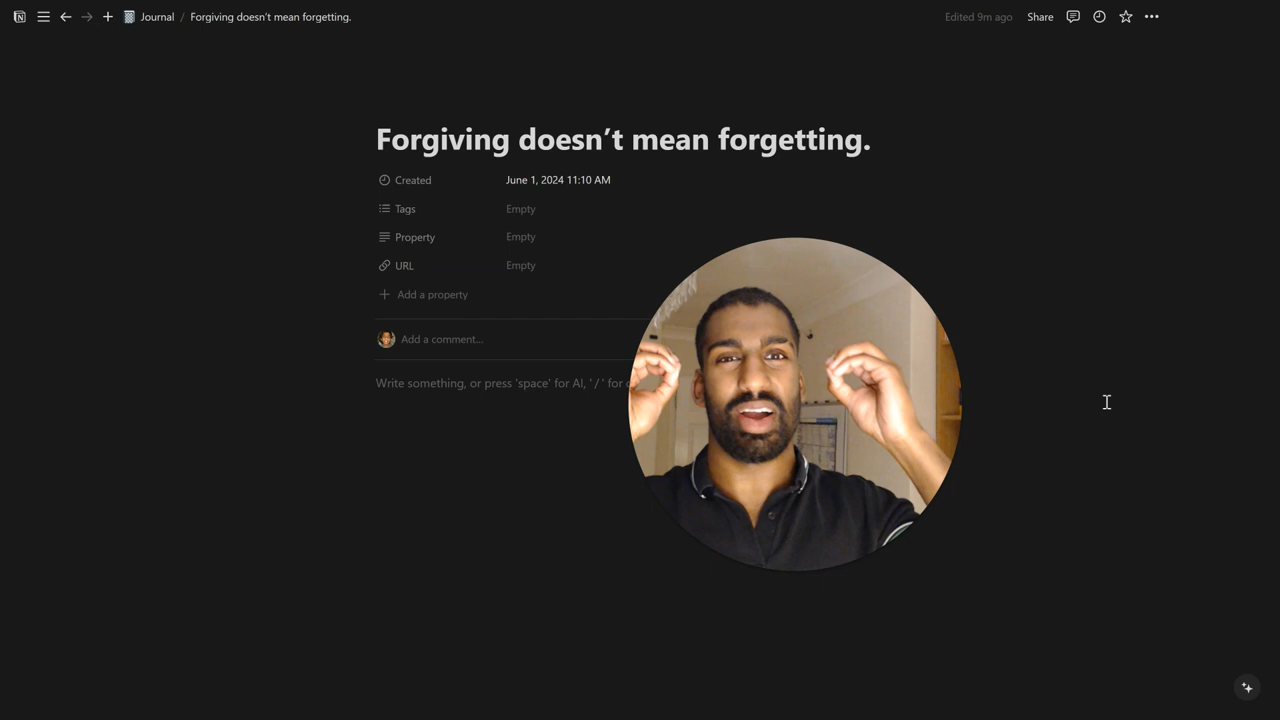 Journal / Forgiving doesn’t mean forgetting.
Edited 9m ago
Share
Forgiving doesn’t mean forgetting.
Created June 1, 2024 11:10 AM
Tags Empty
Property Empty
URL Empty
Add a property
Add a comment...
Write something, or press 'space' for AI, '/' for